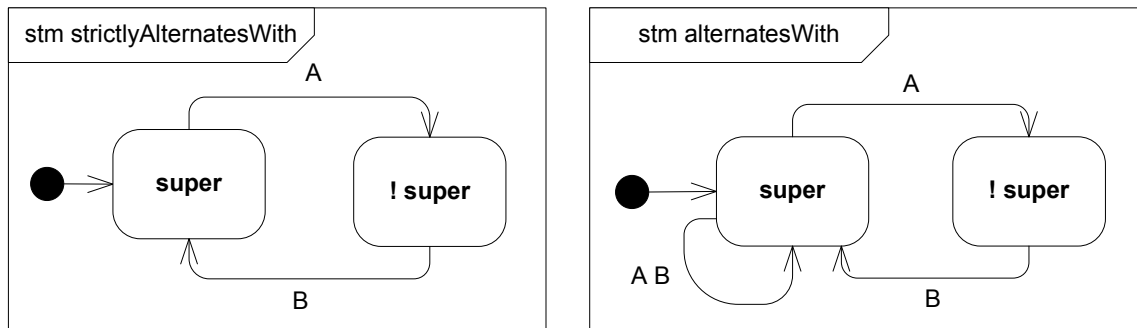 stm strictlyAlternatesWith
A
super
! super
B
stm alternatesWith
A
super
! super
A B
B